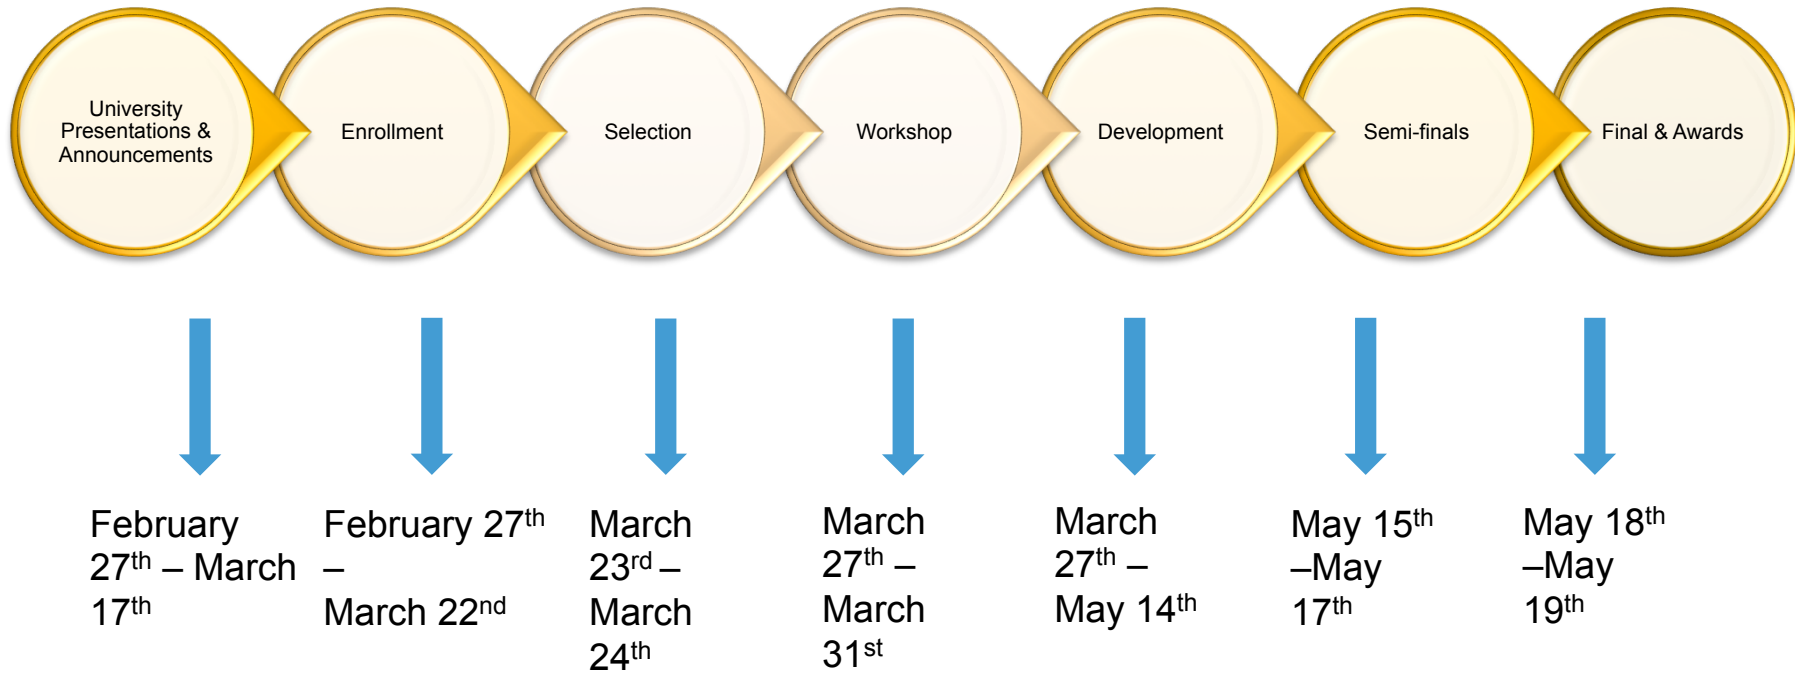 University
Presentations &
Announcements
Enrollment
Selection
Workshop
Development
Semi-finals
Final & Awards
February
27th – March
17th
February 27th
–
March 22nd
March
23rd –
March
24th
March
27th –
March
31st
March
27th –
May 14th
May 15th
–May
17th
May 18th
–May
19th